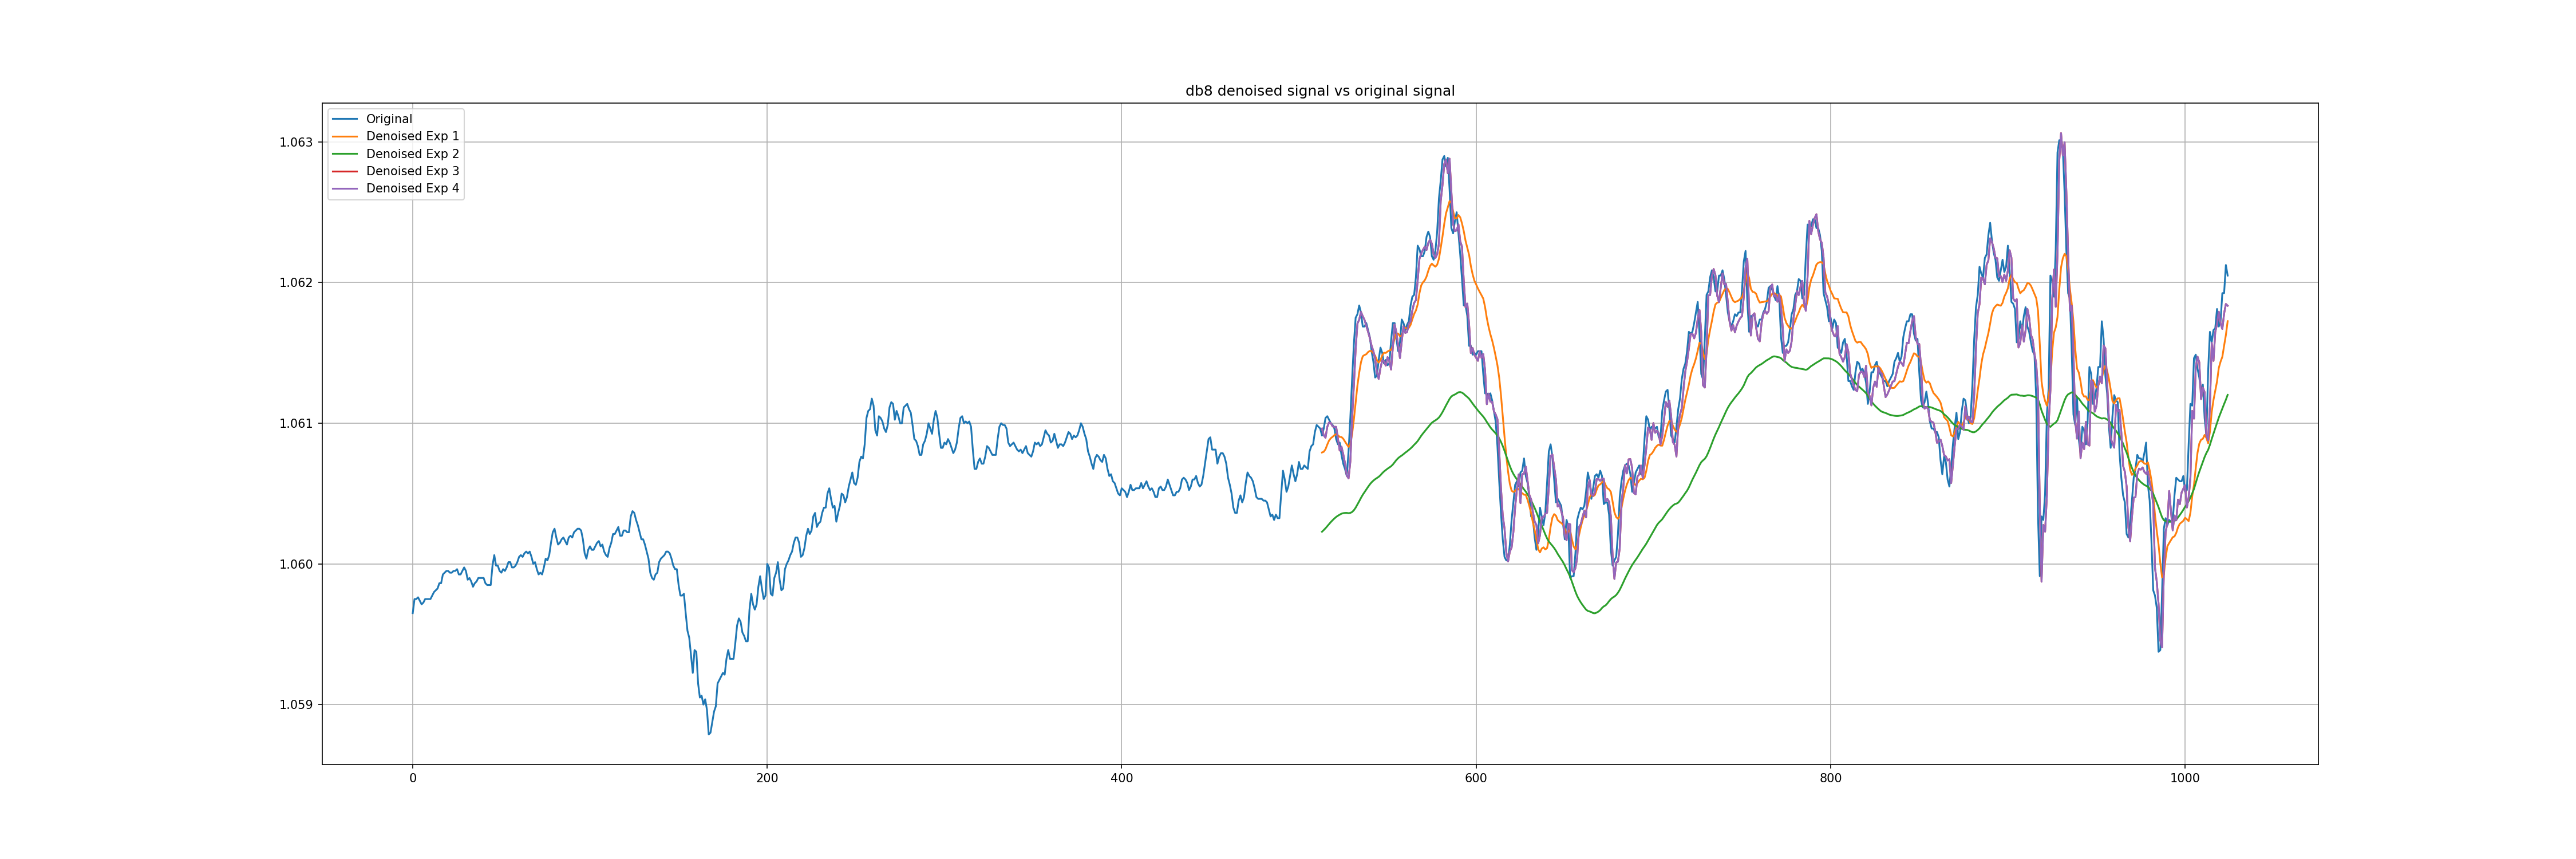 db8 denoised signal vs original signal
Original
Denoised Exp 1
Denoised Exp 2
Denoised Exp 3
Denoised Exp 4
1.063
1.062
1.061
1.060
1.059
0 200 400 600 800 1000